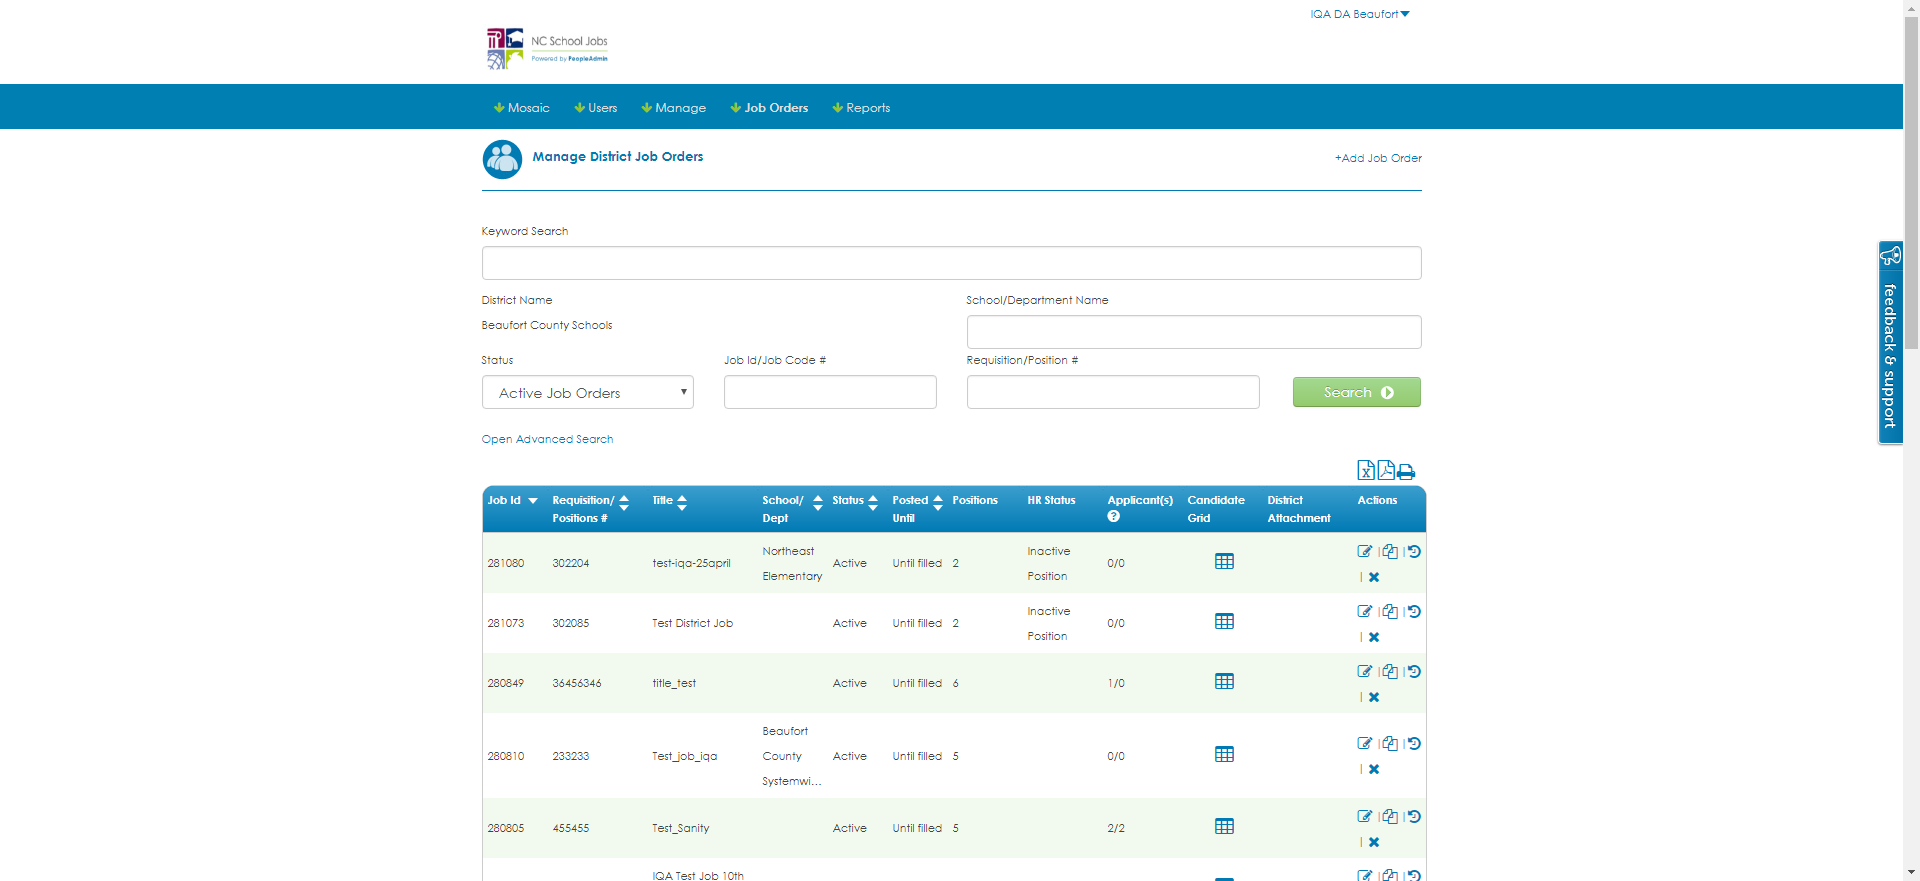 IQA DA Beaufort
NC School Jobs
Powered by PeopleAdmin
Mosaic Users Manage Job Orders Reports
Manage District Job Orders
+Add Job Order
Keyword Search
District Name School/Department Name
Beaufort County Schools
Status Job Id/Job Code # Requisition/Position #
Active Job Orders Search
Open Advanced Search
feedback & support
Job Id Requisition/ Title School/ Status Posted Positions HR Status Applicant(s) Candidate District Actions
Positions # Dept Until Grid Attachment
Northeast Inactive
281080 302204 test-iqa-25april Active Until filled 2 0/0
Elementary Position
Inactive
281073 302085 Test District Job Active Until filled 2 0/0
Position
280849 36456346 title_test Active Until filled 6 1/0
Beaufort
280810 233233 Test_job_iqa County Active Until filled 5 0/0
Systemwi...
280805 455455 Test_Sanity Active Until filled 5 2/2
IQA Test Job 10th